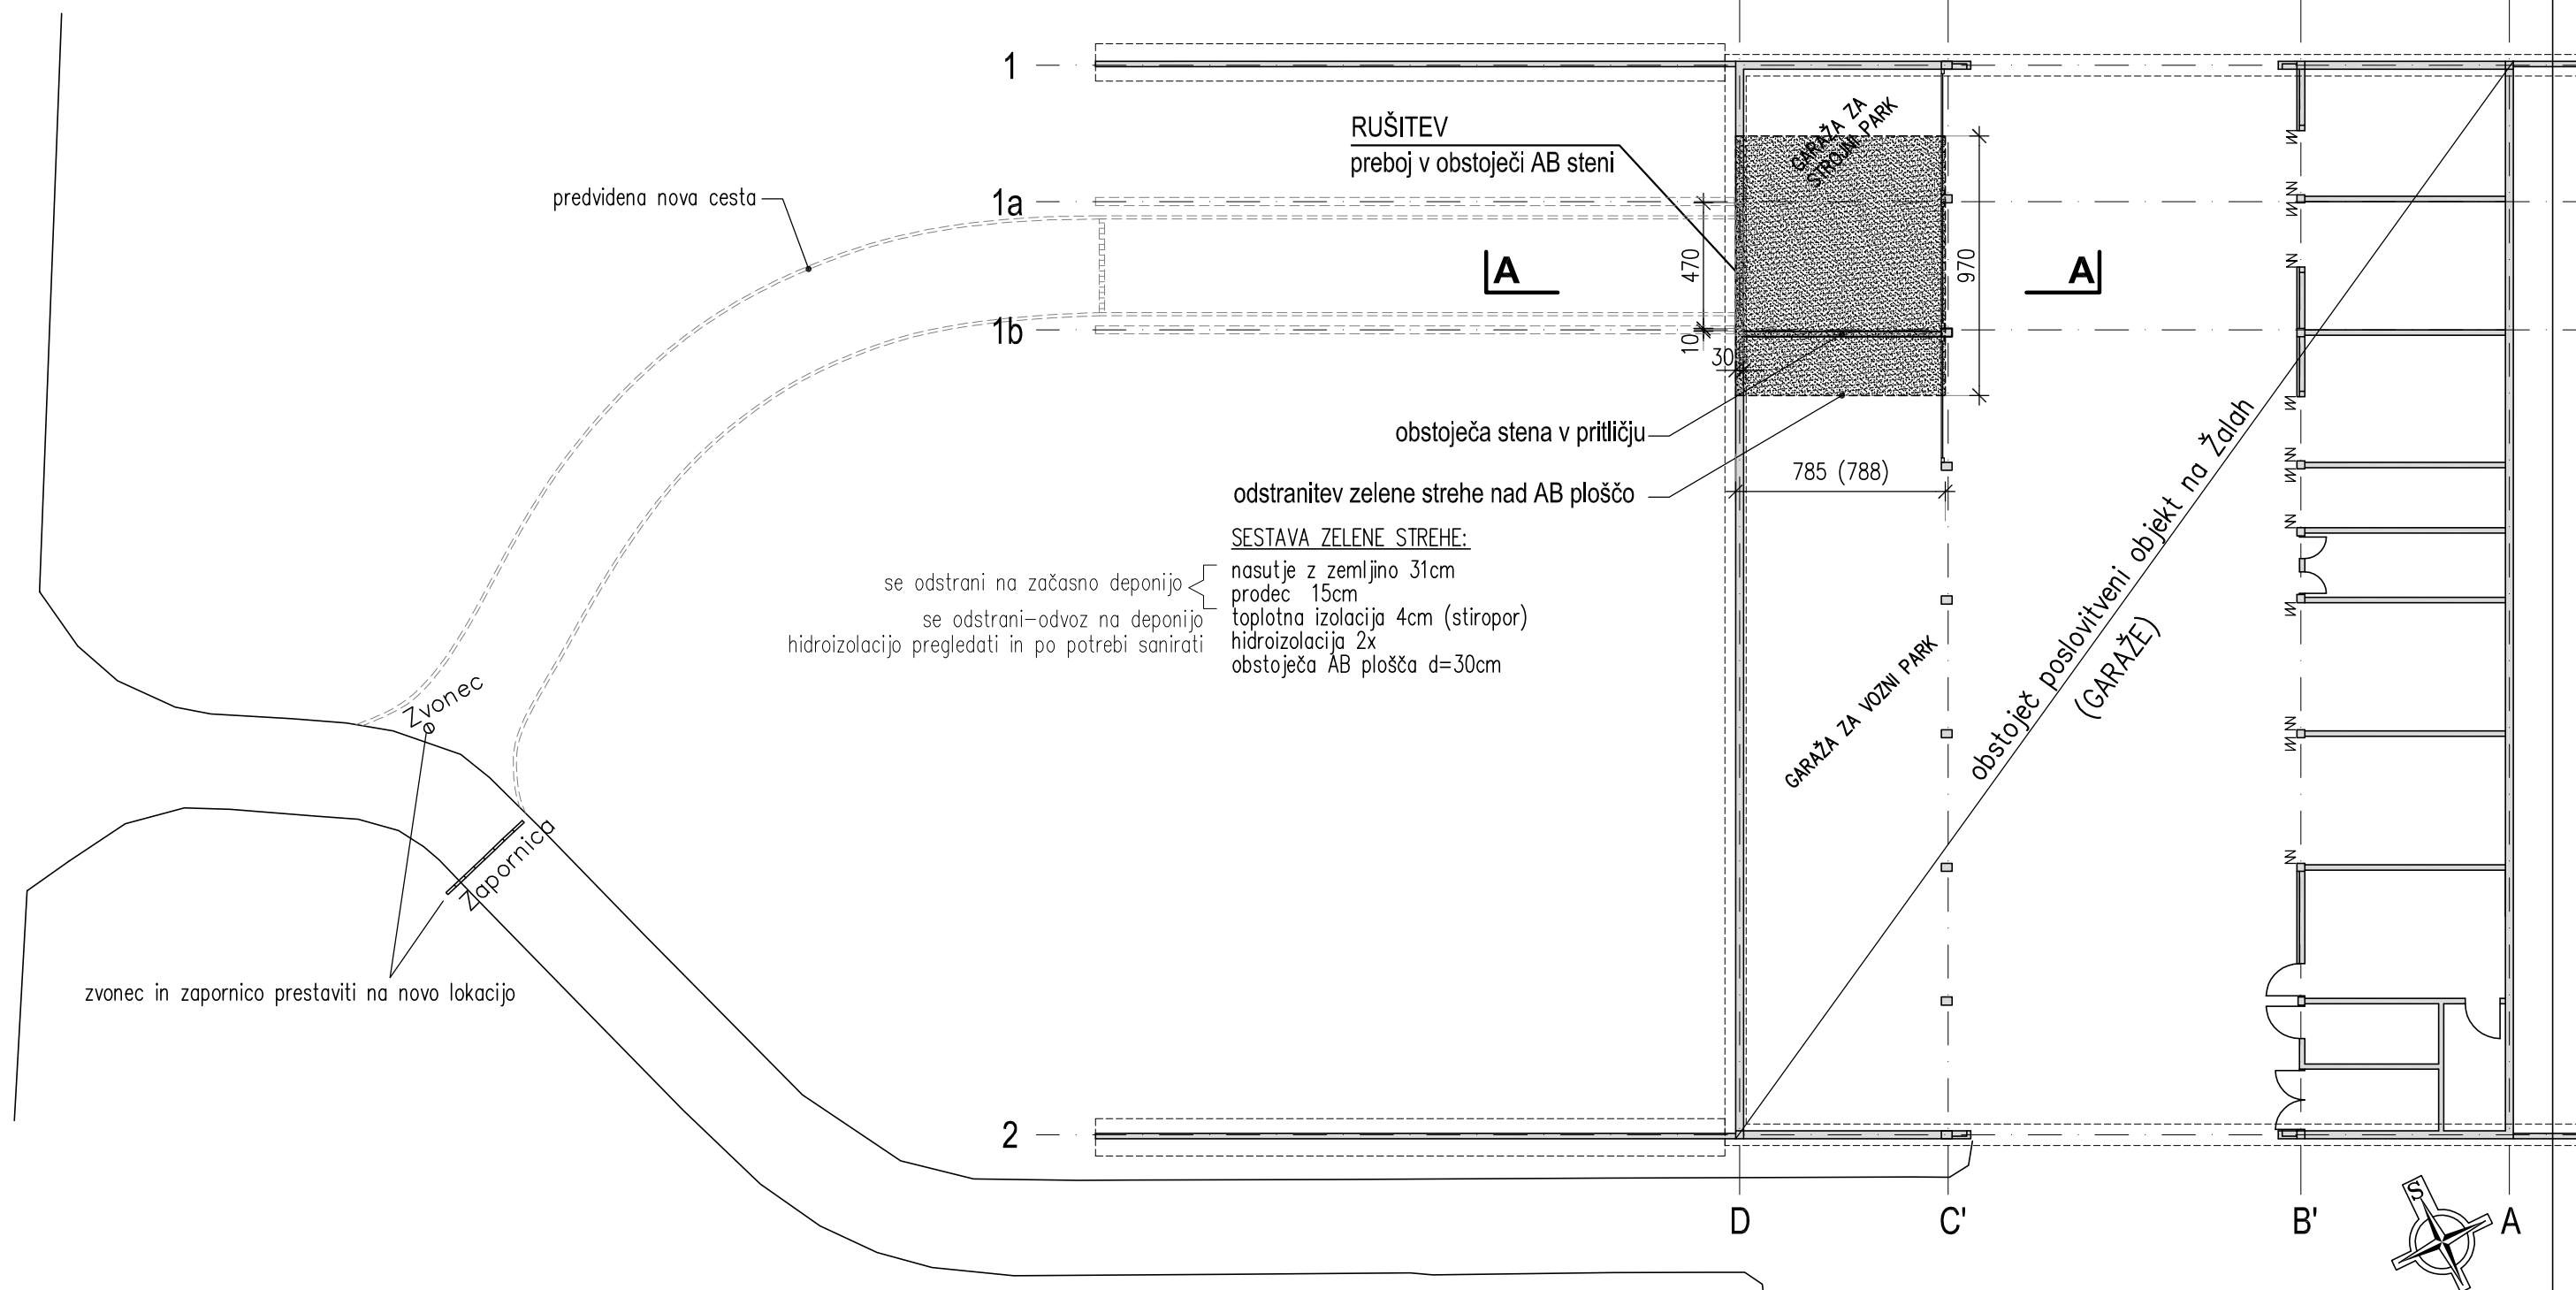 1
RUŠITEV
preboj v obstoječi AB steni
GARAŽA ZA
STROJNI PARK
predvidena nova cesta
1a
470
970
A
A
1b
10
30
obstoječa stena v pritličju
785 (788)
odstranitev zelene strehe nad AB ploščo
SESTAVA ZELENE STREHE:
se odstrani na začasno deponijo
nasutje z zemljino 31cm
prodec 15cm
se odstrani-odvoz na deponijo
toplotna izolacija 4cm (stiropor)
hidroizolacijo pregledati in po potrebi sanirati
hidroizolacija 2x
obstoječa AB plošča d=30cm
GARAŽA ZA VOZNI PARK
obstoječ poslovitveni objekt na Žalah
(GARAŽE)
Zvonec
Zapornica
zvonec in zapornico prestaviti na novo lokacijo
2
D
C'
B'
A
S